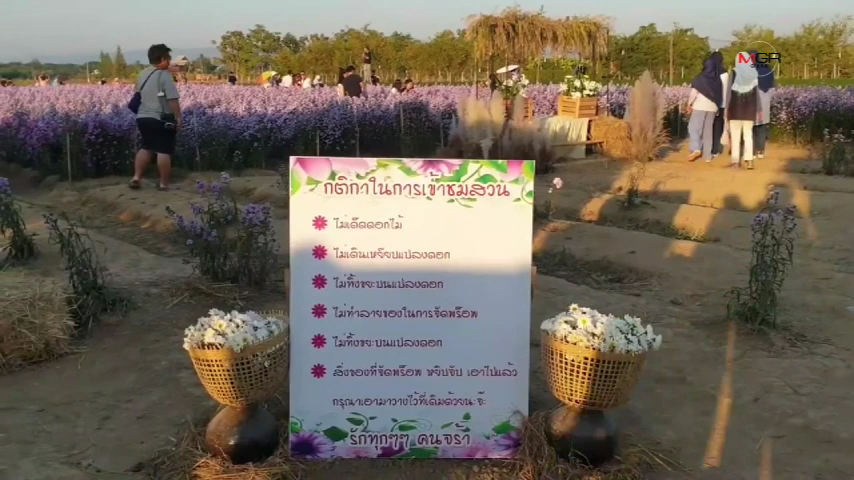 MGR
กติกาในการเข้าชมสวน
ไม่เด็ดดอกไม้
ไม่เดินเหยียบแปลงดอก
ไม่ทิ้งขยะบนแปลงดอก
ไม่ทำลายของในการจัดพร็อพ
ไม่ทิ้งขยะบนแปลงดอก
สิ่งของที่จัดพร็อพ หยิบจับ เอาไปแล้ว
กรุณาเอามาวางไว้ที่เดิมด้วยนะจ๊ะ
รักทุกๆคนจ้า